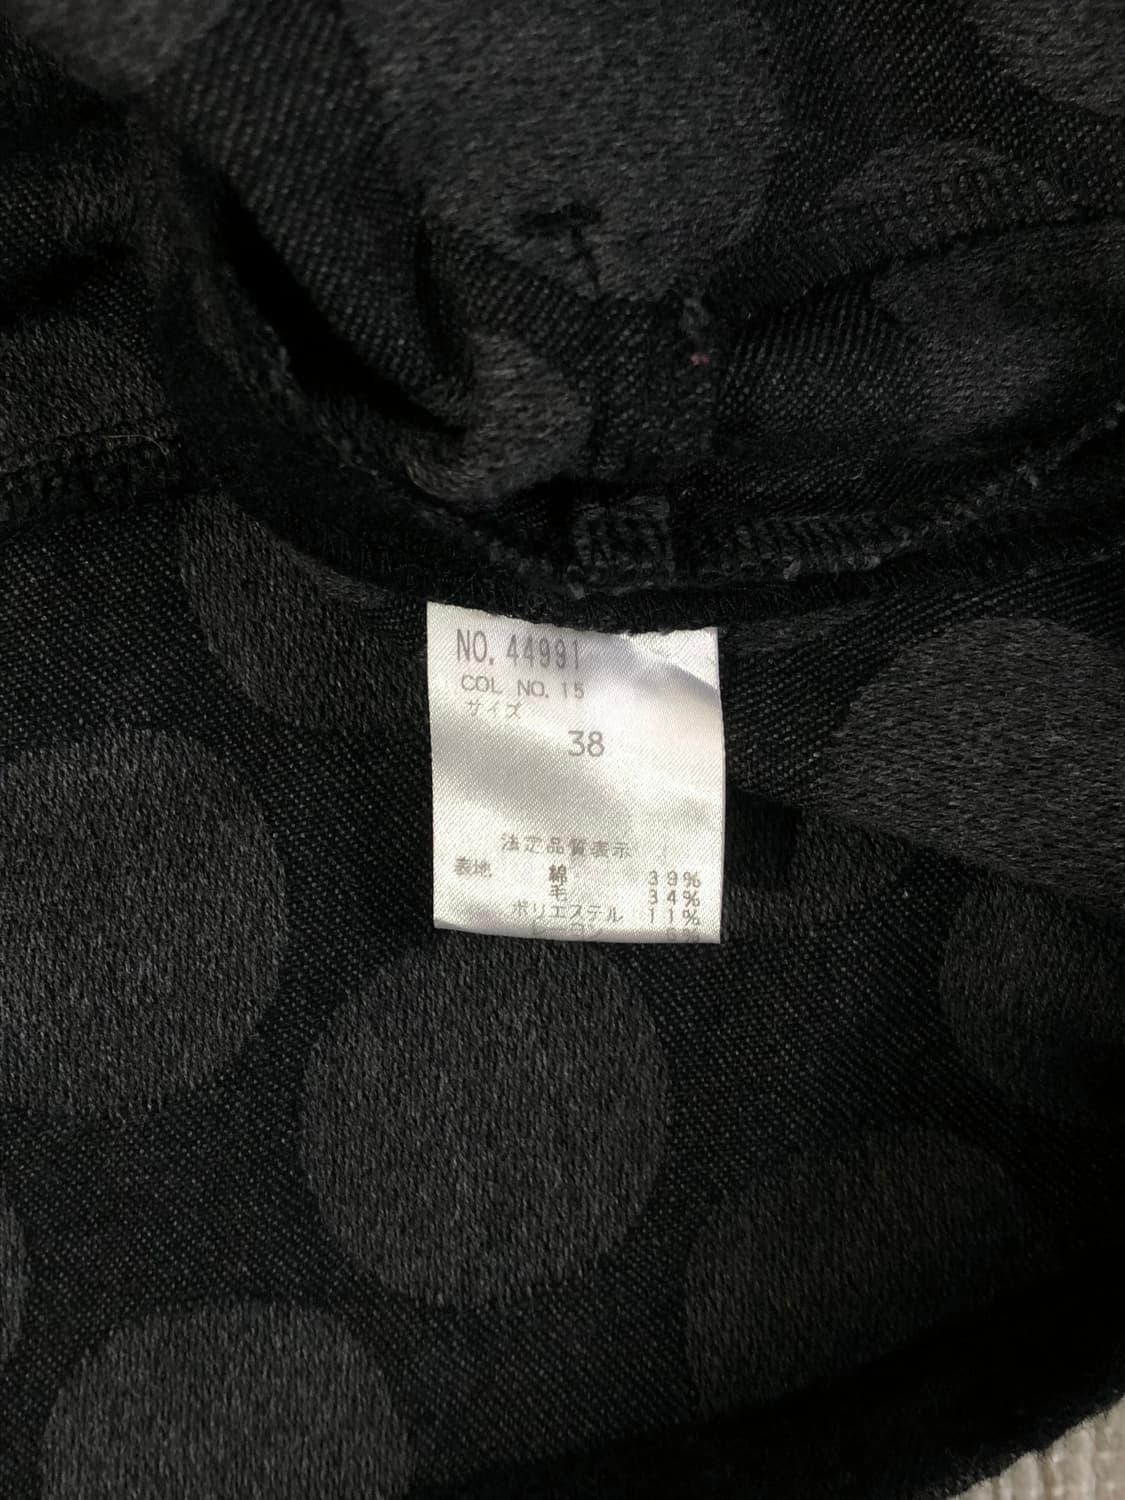 NO. 44991
COL NO. 15
サイズ
38
法定品質表示
表地 綿 39%
毛 34%
ポリエステル 11%